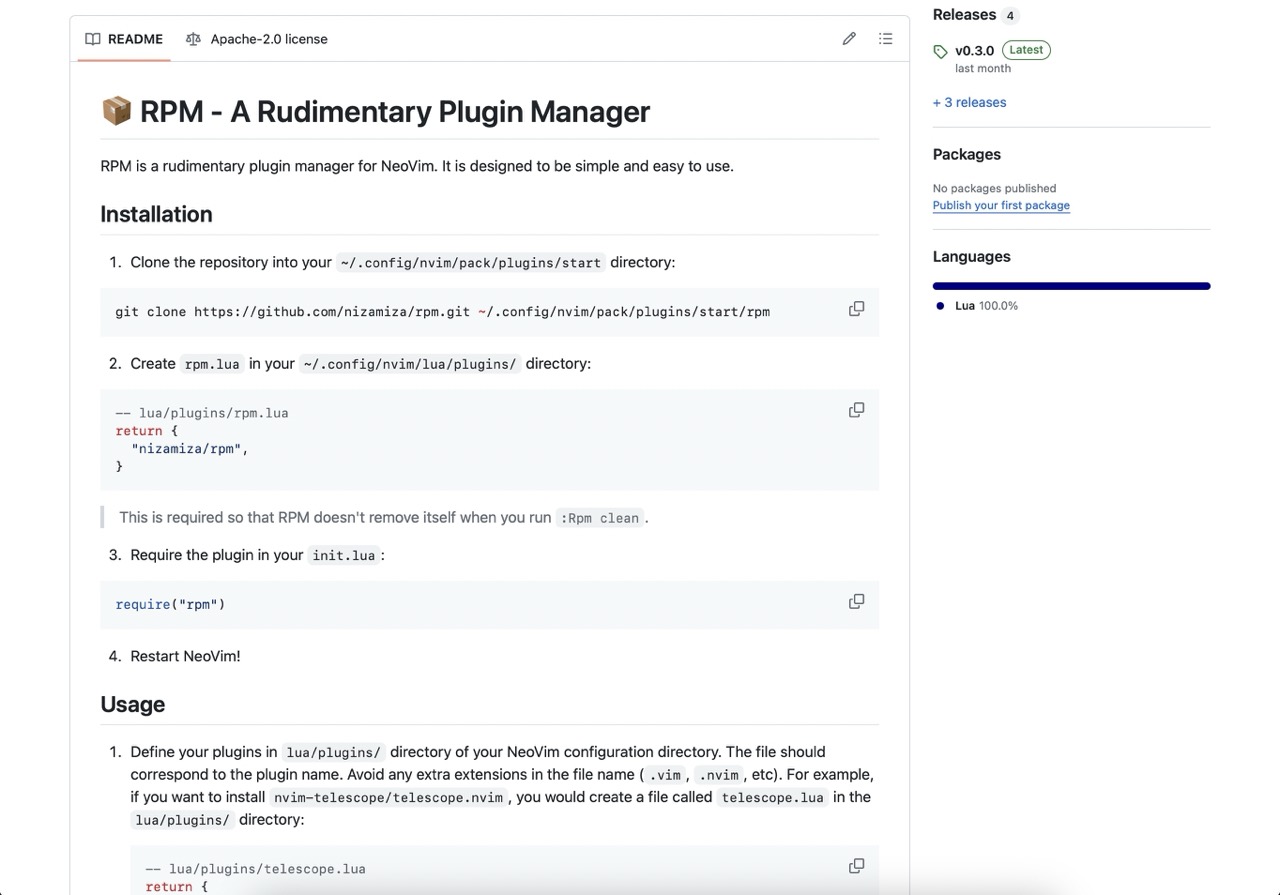 README
Apache-2.0 license
📦 RPM - A Rudimentary Plugin Manager
RPM is a rudimentary plugin manager for NeoVim. It is designed to be simple and easy to use.
Installation
1. Clone the repository into your ~/.config/nvim/pack/plugins/start directory:
git clone https://github.com/nizamiza/rpm.git ~/.config/nvim/pack/plugins/start/rpm
2. Create rpm.lua in your ~/.config/nvim/lua/plugins/ directory:
-- lua/plugins/rpm.lua
return {
  "nizamiza/rpm",
}
This is required so that RPM doesn't remove itself when you run :Rpm clean.
3. Require the plugin in your init.lua:
require("rpm")
4. Restart NeoVim!
Usage
1. Define your plugins in lua/plugins/ directory of your NeoVim configuration directory. The file should
correspond to the plugin name. Avoid any extra extensions in the file name (.vim, .nvim, etc). For example,
if you want to install nvim-telescope/telescope.nvim, you would create a file called telescope.lua in the
lua/plugins/ directory:
-- lua/plugins/telescope.lua
return {
Releases 4
v0.3.0 Latest
last month
+ 3 releases
Packages
No packages published
Publish your first package
Languages
Lua 100.0%